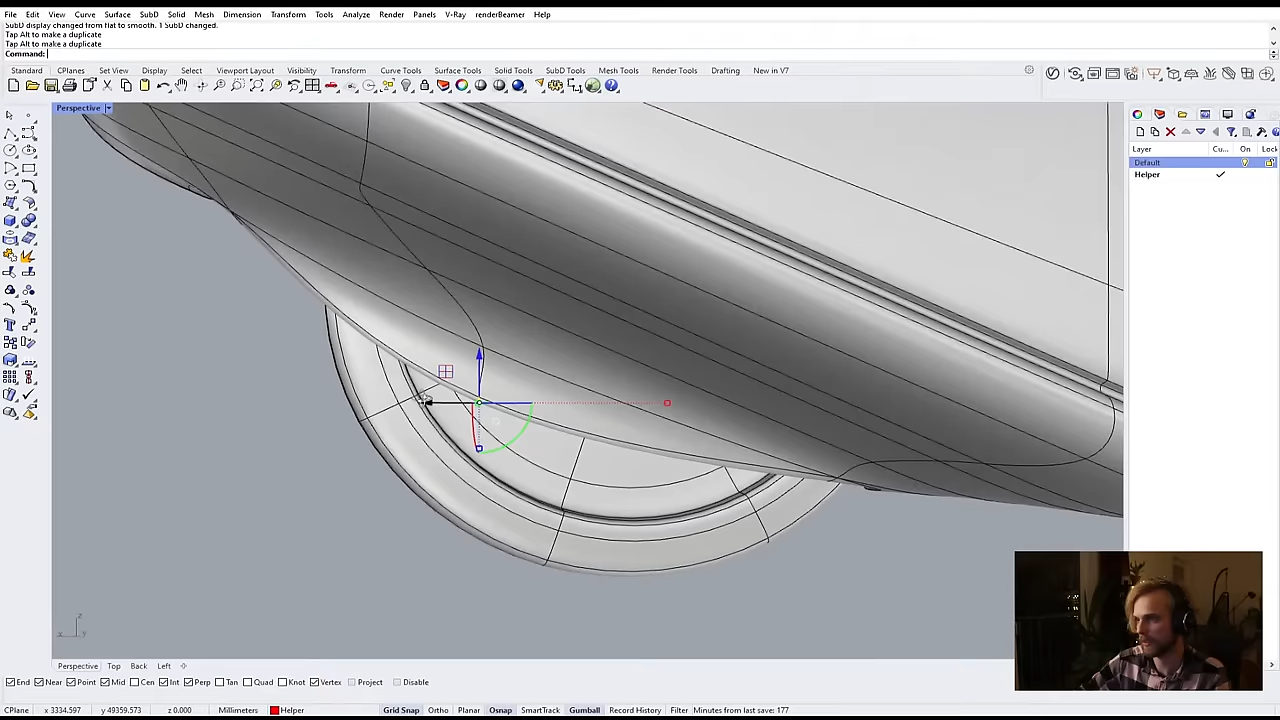 File Edit View Curve Surface SubD Solid Mesh Dimension Transform Tools Analyze Render Panels V-Ray renderBeamer Help
SubD display changed from flat to smooth. 1 SubD changed.
Tap Alt to make a duplicate
Tap Alt to make a duplicate
Command:
Standard CPlanes Set View Display Select Viewport Layout Visibility Transform Curve Tools Surface Tools Solid Tools SubD Tools Mesh Tools Render Tools Drafting New in V7
Perspective
Layer Cu... On Lock
Default
Helper
z
x y
Perspective Top Back Left
End Near Point Mid Cen Int Perp Tan Quad Knot Vertex Project Disable
CPlane x 3334.597 y 49359.573 z 0.000 Millimeters Helper Grid Snap Ortho Planar Osnap SmartTrack Gumball Record History Filter Minutes from last save: 177